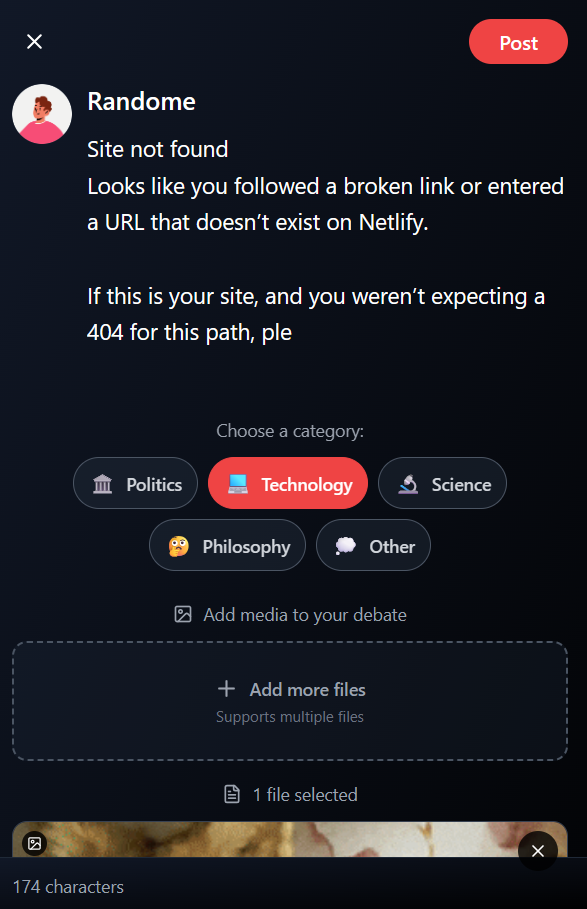 Post
Randome
Site not found
Looks like you followed a broken link or entered
a URL that doesn’t exist on Netlify.
If this is your site, and you weren’t expecting a
404 for this path, ple
Choose a category:
Politics
Technology
Science
Philosophy
Other
Add media to your debate
Add more files
Supports multiple files
1 file selected
174 characters